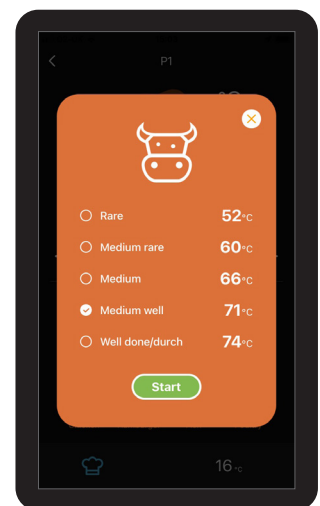 P1
Rare 52°C
Medium rare 60°C
Medium 66°C
Medium well 71°C
Well done/durch 74°C
Start
16°C